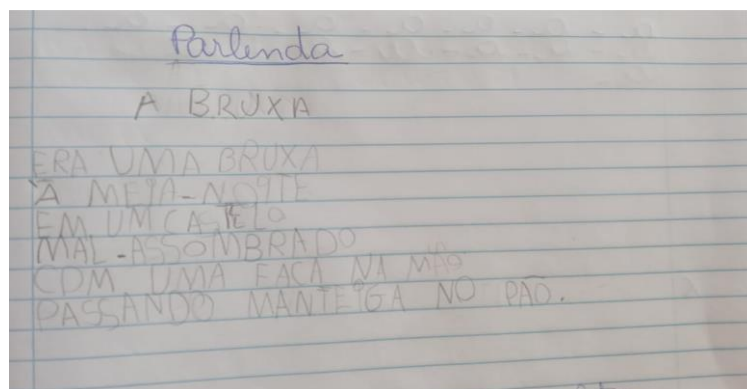 Parlenda
A BRUXA
ERA UMA BRUXA
À MEIA-NOITE
EM UM CASTELO
MAL-ASSOMBRADO
COM UMA FACA NA MÃO
PASSANDO MANTEIGA NO PÃO.